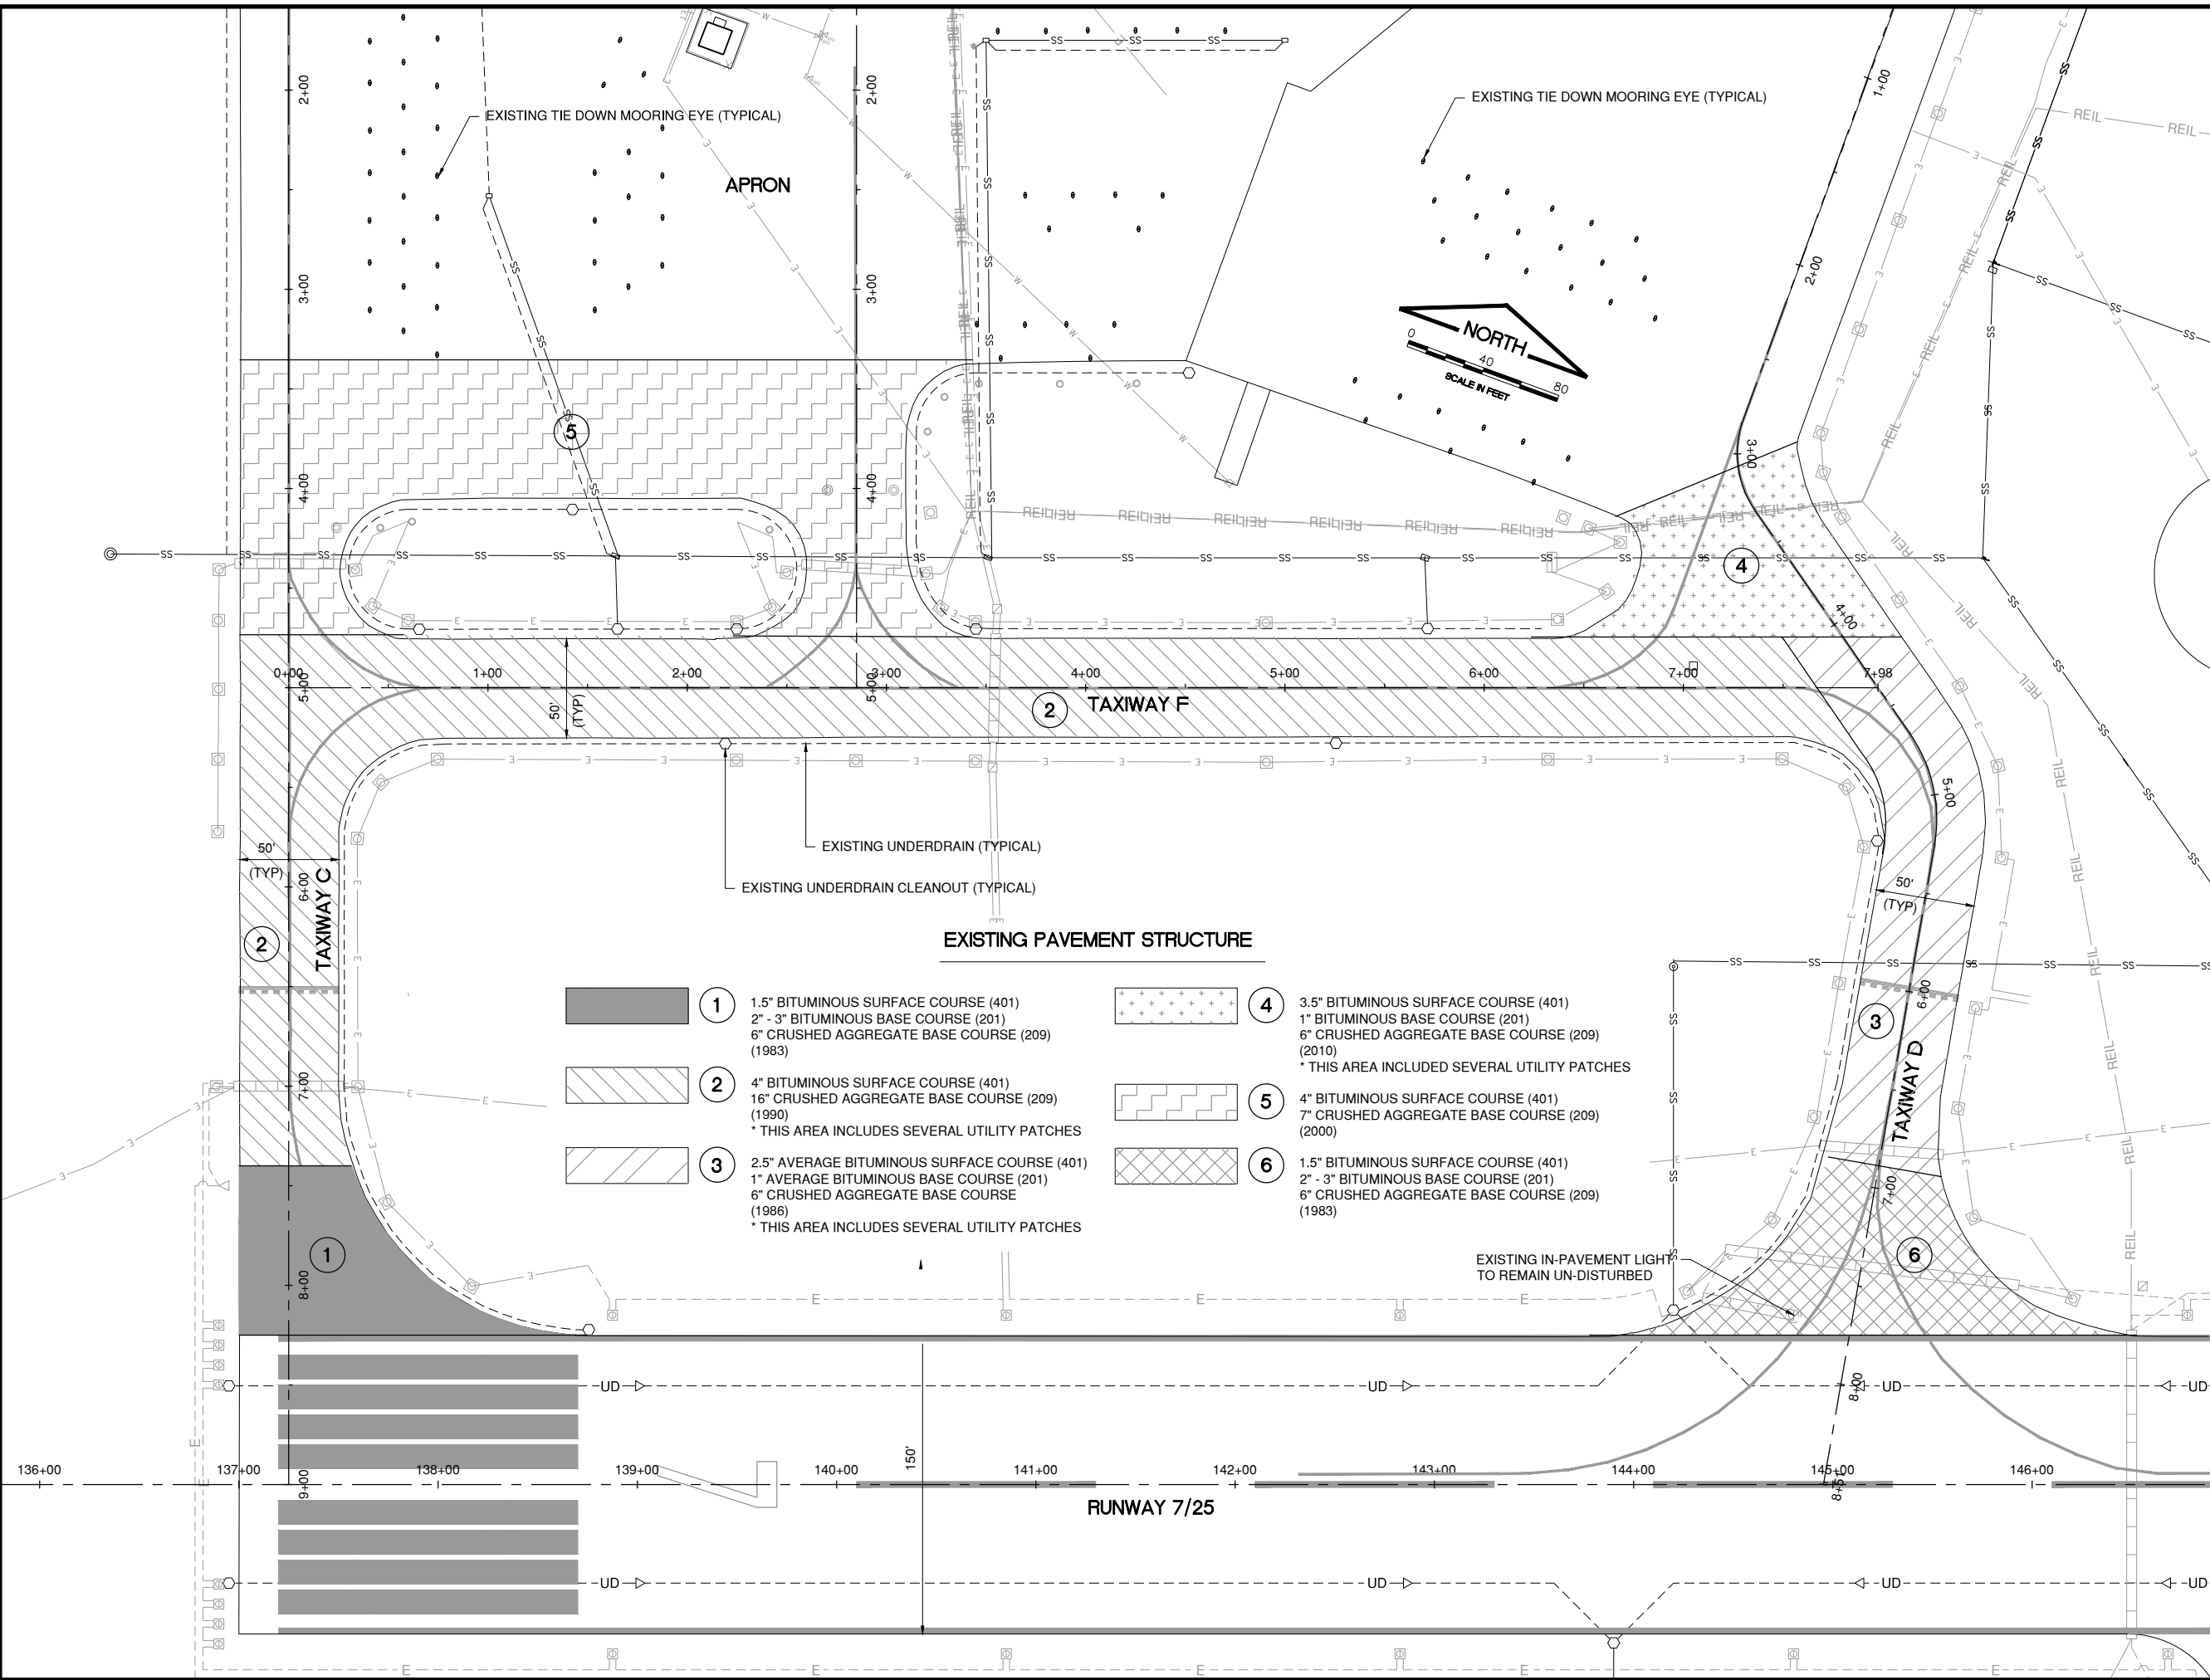 EXISTING TIE DOWN MOORING EYE (TYPICAL)
EXISTING TIE DOWN MOORING EYE (TYPICAL)
APRON
2+00
2+00
1+00
2+00
3+00
3+00
NORTH
0
40
80
SCALE IN FEET
3+00
4+00
4+00
5
4
4+00
0+00
1+00
2+00
3+00
4+00
5+00
6+00
7+00
7+98
5+00
5+00
50'
(TYP)
2
TAXIWAY F
5+00
50'
(TYP)
6+00
TAXIWAY C
2
7+00
EXISTING UNDERDRAIN (TYPICAL)
EXISTING UNDERDRAIN CLEANOUT (TYPICAL)
50'
(TYP)
6+00
3
TAXIWAY D
7+00
EXISTING PAVEMENT STRUCTURE
1
1.5" BITUMINOUS SURFACE COURSE (401)
2" - 3" BITUMINOUS BASE COURSE (201)
6" CRUSHED AGGREGATE BASE COURSE (209)
(1983)
2
4" BITUMINOUS SURFACE COURSE (401)
16" CRUSHED AGGREGATE BASE COURSE (209)
(1990)
* THIS AREA INCLUDES SEVERAL UTILITY PATCHES
3
2.5" AVERAGE BITUMINOUS SURFACE COURSE (401)
1" AVERAGE BITUMINOUS BASE COURSE (201)
6" CRUSHED AGGREGATE BASE COURSE
(1986)
* THIS AREA INCLUDES SEVERAL UTILITY PATCHES
4
3.5" BITUMINOUS SURFACE COURSE (401)
1" BITUMINOUS BASE COURSE (201)
6" CRUSHED AGGREGATE BASE COURSE (209)
(2010)
* THIS AREA INCLUDED SEVERAL UTILITY PATCHES
5
4" BITUMINOUS SURFACE COURSE (401)
7" CRUSHED AGGREGATE BASE COURSE (209)
(2000)
6
1.5" BITUMINOUS SURFACE COURSE (401)
2" - 3" BITUMINOUS BASE COURSE (201)
6" CRUSHED AGGREGATE BASE COURSE (209)
(1983)
1
8+00
EXISTING IN-PAVEMENT LIGHT
TO REMAIN UN-DISTURBED
6
UD
UD
UD
UD
8+00
150'
136+00
137+00
138+00
139+00
140+00
141+00
142+00
143+00
144+00
145+00
146+00
9+00
8+51
RUNWAY 7/25
UD
UD
UD
UD